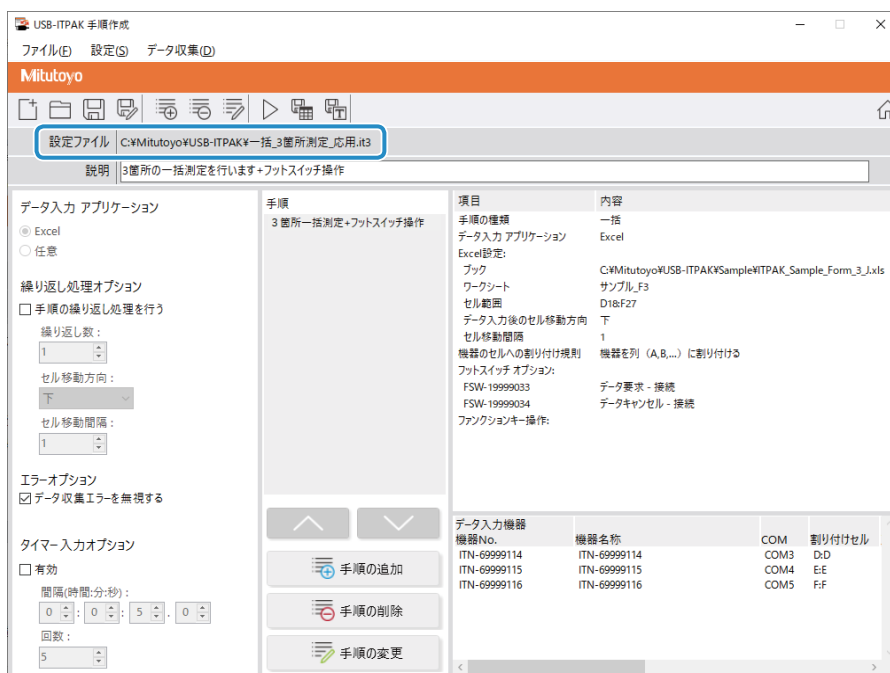 USB-ITPAK 手順作成
ファイル(F) 設定(S) データ収集(D)
Mitutoyo
設定ファイル C:¥Mitutoyo¥USB-ITPAK¥一括_3箇所測定_応用.it3
説明 3箇所の一括測定を行います+フットスイッチ操作
データ入力 アプリケーション
Excel
任意
繰り返し処理オプション
手順の繰り返し処理を行う
繰り返し数：
1
セル移動方向：
下
セル移動間隔：
1
エラーオプション
データ収集エラーを無視する
タイマー入力オプション
有効
間隔(時間:分:秒)：
0 : 0 : 5 . 0
回数：
5
手順
3箇所一括測定+フットスイッチ操作
手順の追加
手順の削除
手順の変更
項目 内容
手順の種類 一括
データ入力 アプリケーション Excel
Excel設定:
ブック C:¥Mitutoyo¥USB-ITPAK¥Sample¥ITPAK_Sample_Form_3_J.xls
ワークシート サンプル_F3
セル範囲 D18:F27
データ入力後のセル移動方向 下
セル移動間隔 1
機器のセルへの割り付け規則 機器を列（A,B,...）に割り付ける
フットスイッチ オプション:
FSW-19999033 データ要求 - 接続
FSW-19999034 データキャンセル - 接続
ファンクションキー操作:
データ入力機器
機器No. 機器名称 COM 割り付けセル
ITN-69999114 ITN-69999114 COM3 D:D
ITN-69999115 ITN-69999115 COM4 E:E
ITN-69999116 ITN-69999116 COM5 F:F